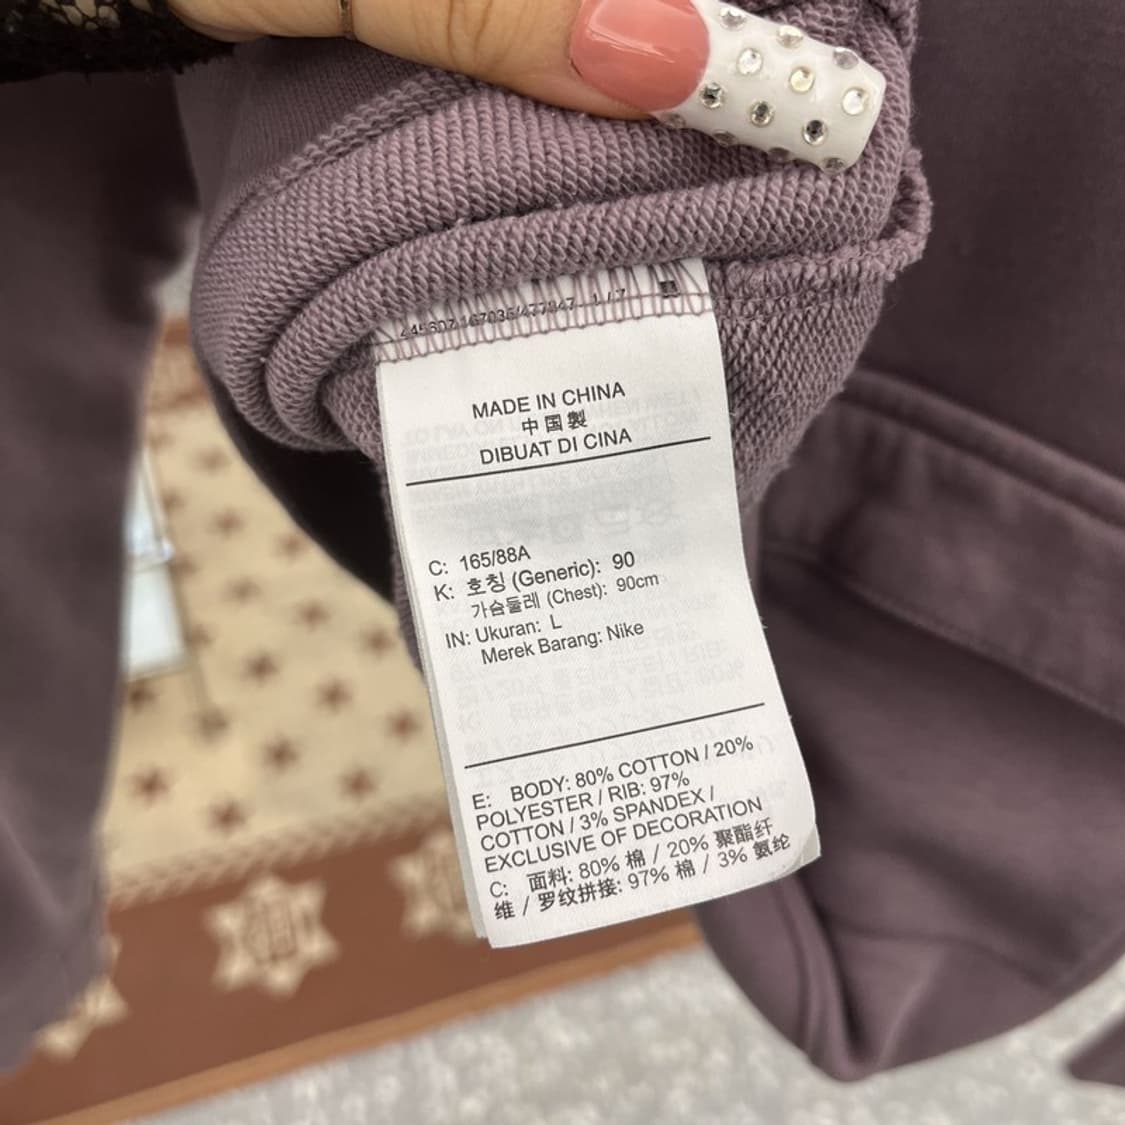 MADE IN CHINA
中国製
DIBUAT DI CINA
C: 165/88A
K: 호칭 (Generic): 90
가슴둘레 (Chest): 90cm
IN: Ukuran: L
Merek Barang: Nike
E: BODY: 80% COTTON / 20%
POLYESTER / RIB: 97%
COTTON / 3% SPANDEX /
EXCLUSIVE OF DECORATION
C: 面料: 80% 棉 / 20% 聚酯纤
维 / 罗纹拼接: 97% 棉 / 3% 氨纶